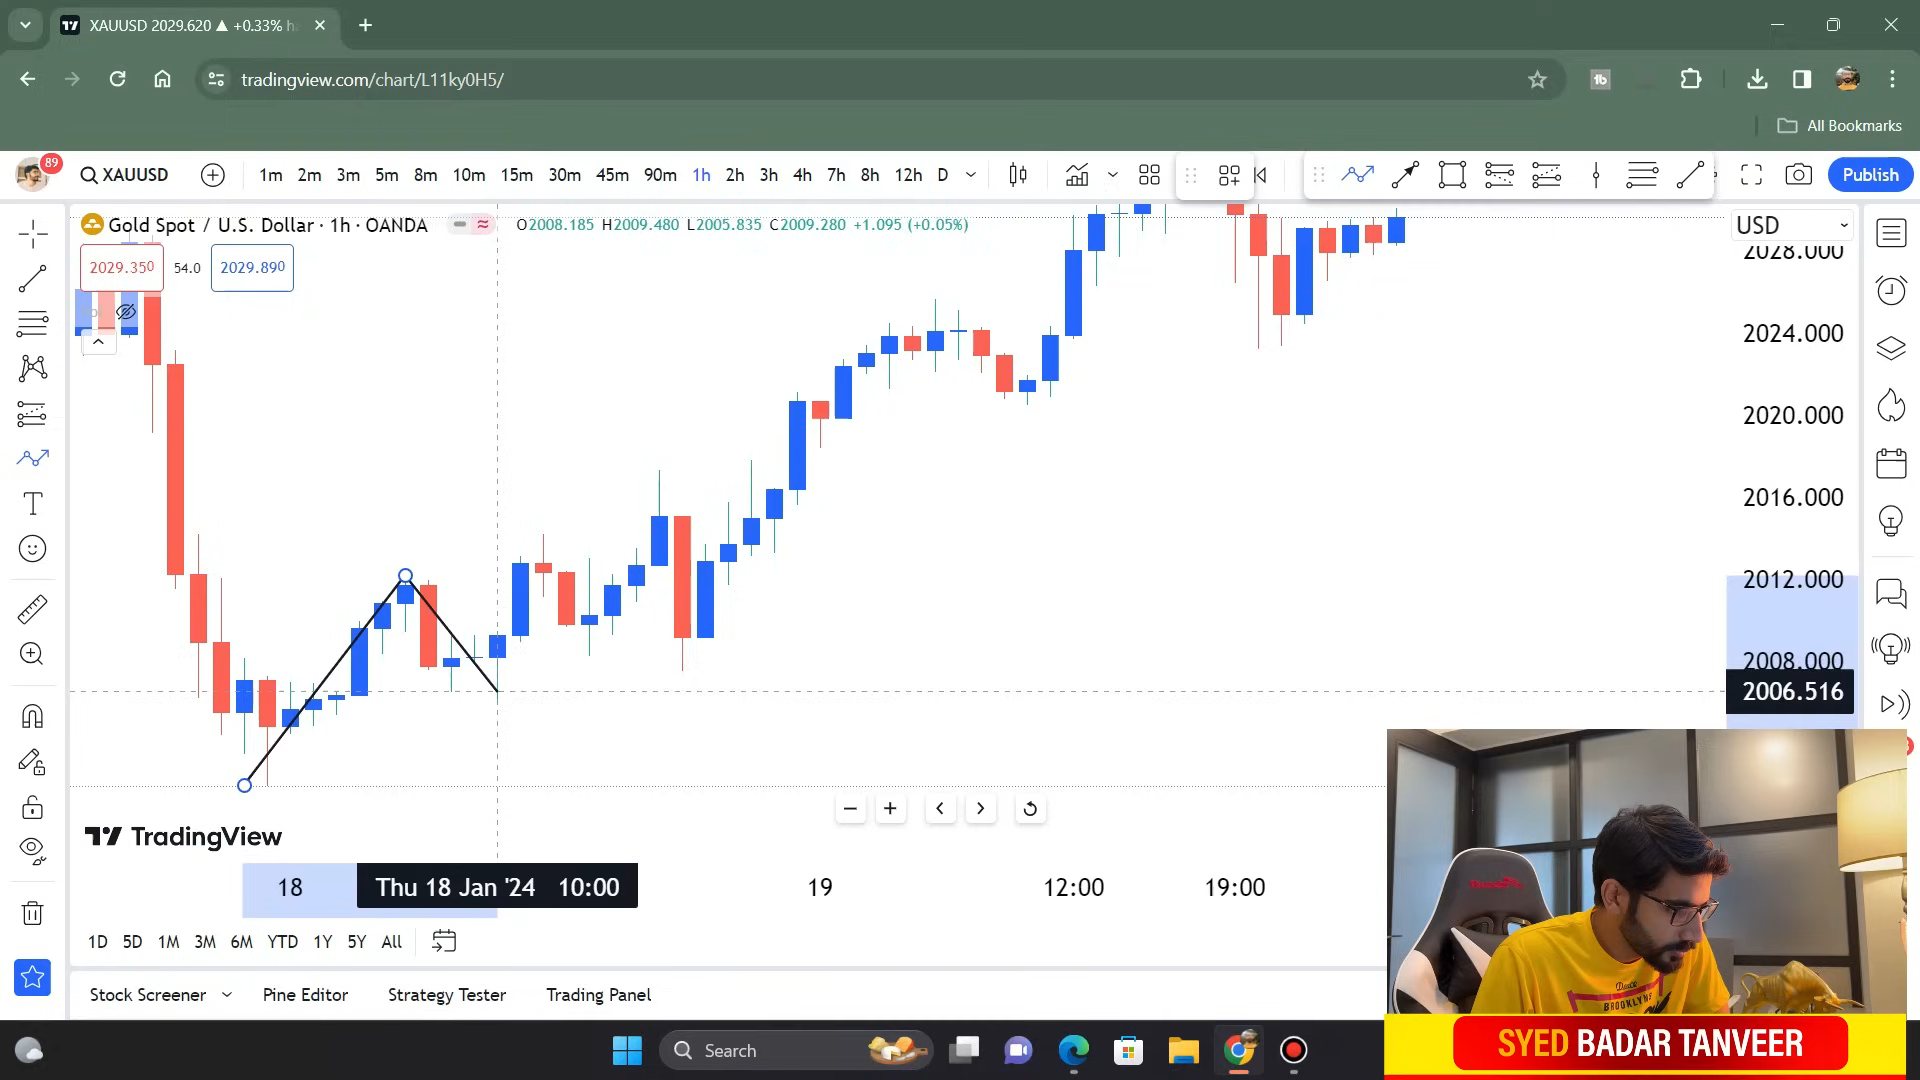 XAUUSD 2029.620 ▲ +0.33%
tradingview.com/chart/L11ky0H5/
All Bookmarks
89
XAUUSD 1m 2m 3m 5m 8m 10m 15m 30m 45m 90m 1h 2h 3h 4h 7h 8h 12h D
Publish
Gold Spot / U.S. Dollar · 1h · OANDA
O2008.185 H2009.480 L2005.835 C2009.280 +1.095 (+0.05%)
USD
2029.350 54.0 2029.890
2028.000
2024.000
2020.000
2016.000
2012.000
2008.000
2006.516
TradingView
18 Thu 18 Jan '24 10:00 19 12:00 19:00
1D 5D 1M 3M 6M YTD 1Y 5Y All
Stock Screener Pine Editor Strategy Tester Trading Panel
BROOKLYN
Search
SYED BADAR TANVEER